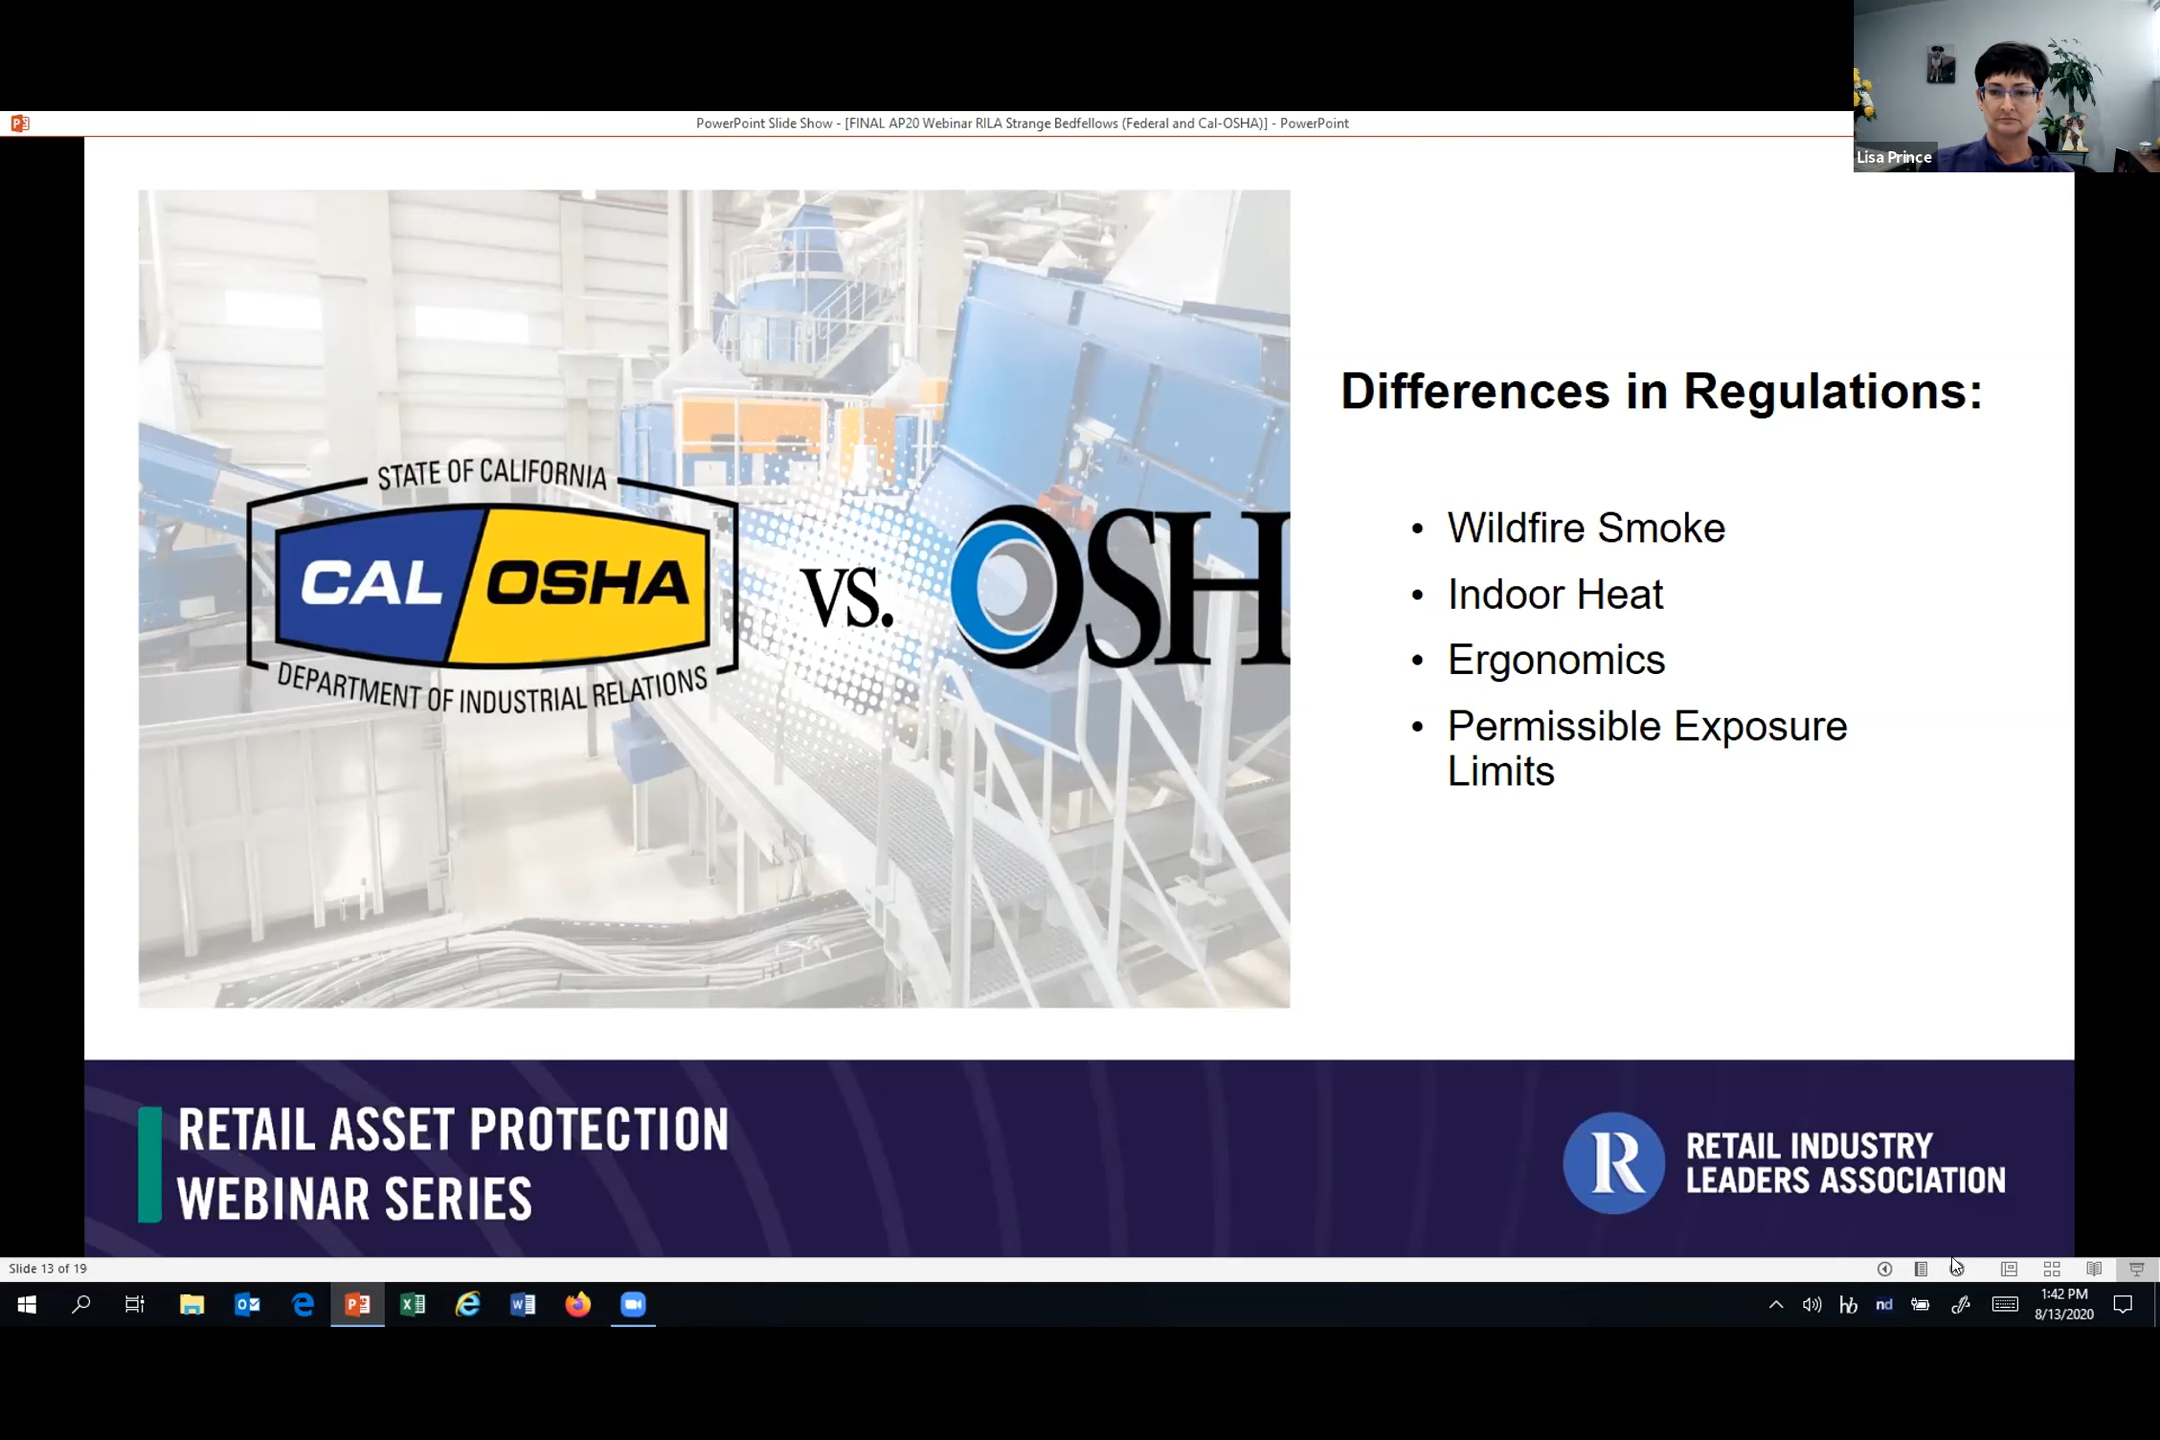 PowerPoint Slide Show - [FINAL AP20 Webinar RILA Strange Bedfellows (Federal and Cal-OSHA)] - PowerPoint
Lisa Prince
STATE OF CALIFORNIA
CAL OSHA
DEPARTMENT OF INDUSTRIAL RELATIONS
VS.
OSH
Differences in Regulations:
• Wildfire Smoke
• Indoor Heat
• Ergonomics
• Permissible Exposure
Limits
RETAIL ASSET PROTECTION
WEBINAR SERIES
R
RETAIL INDUSTRY
LEADERS ASSOCIATION
Slide 13 of 19
hb
nd
1:42 PM
8/13/2020